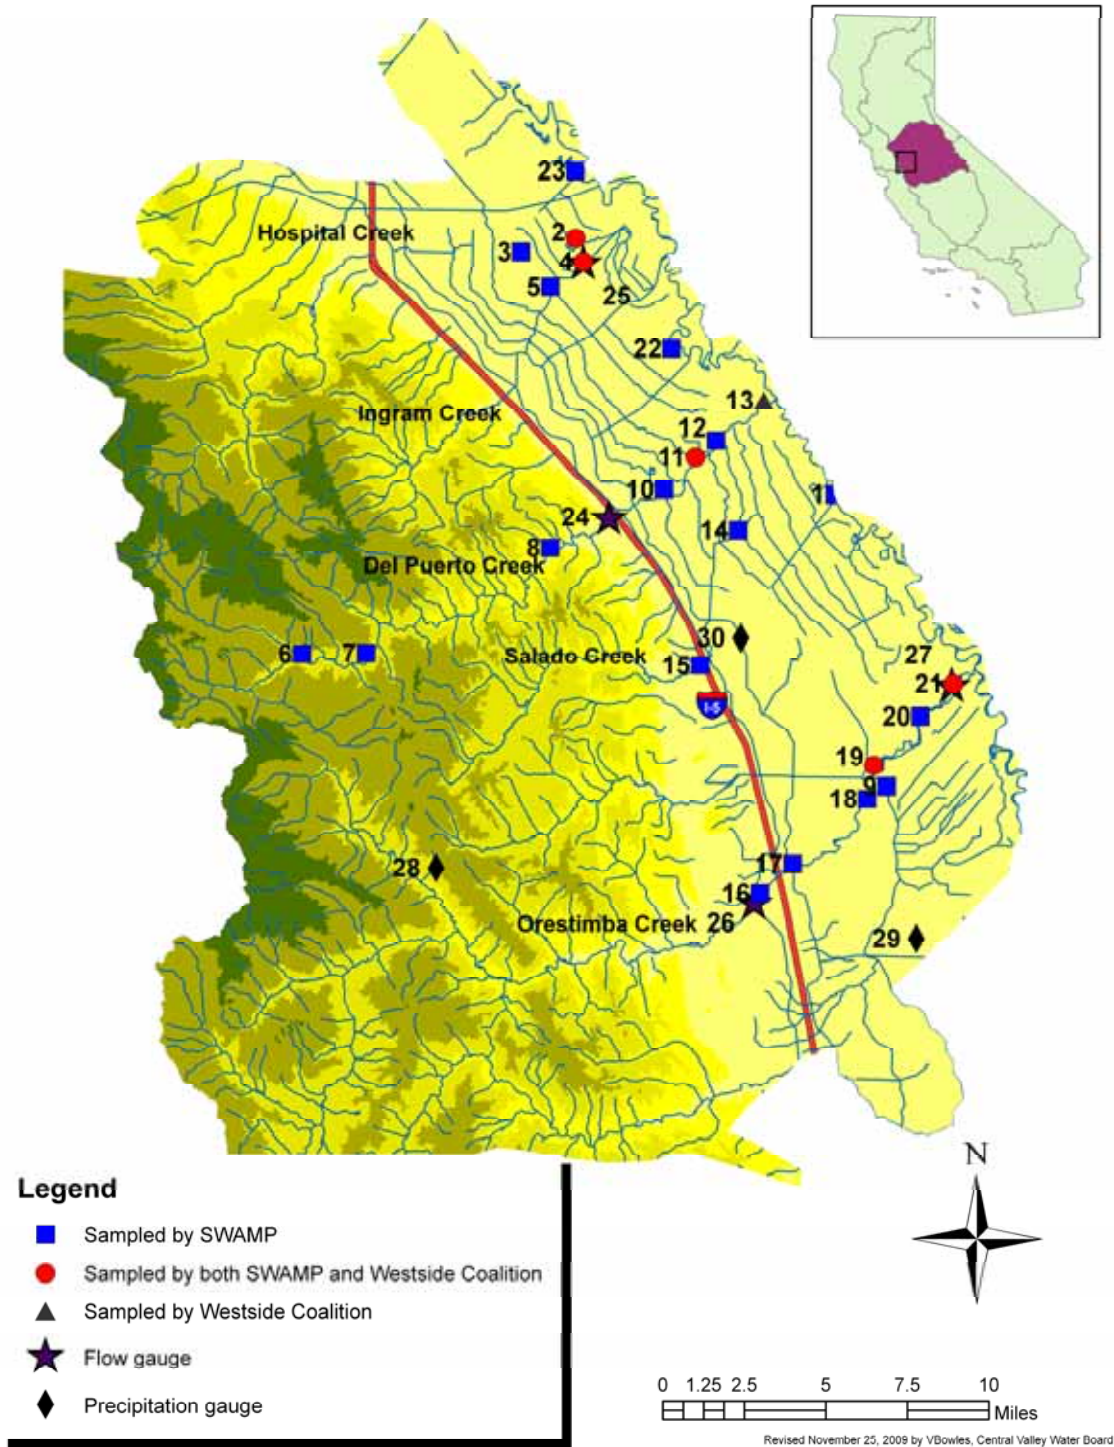 23
Hospital Creek
2
3
4
5
25
22
13
Ingram Creek
12
11
10
24
14
8
Del Puerto Creek
30
6
7
Salado Creek
15
27
21
I-5
20
19
9
18
28
17
16
Orestimba Creek
26
29
N
Legend
Sampled by SWAMP
Sampled by both SWAMP and Westside Coalition
Sampled by Westside Coalition
Flow gauge
Precipitation gauge
0 1.25 2.5 5 7.5 10
Miles
Revised November 25, 2009 by VBowles, Central Valley Water Board